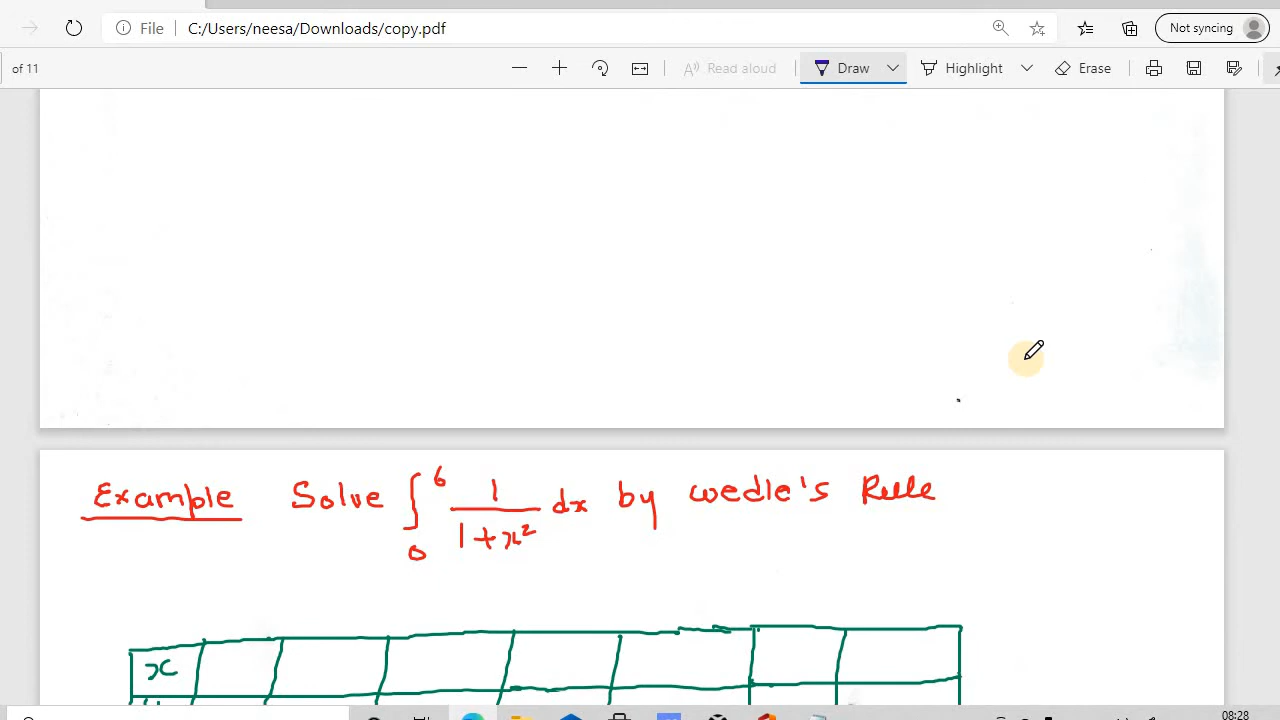 File C:/Users/neesa/Downloads/copy.pdf Not syncing
of 11 Read aloud Draw Highlight Erase
Example Solve ∫₀⁶ 1/(1+x²) dx by wedle's Rule
x
08:28